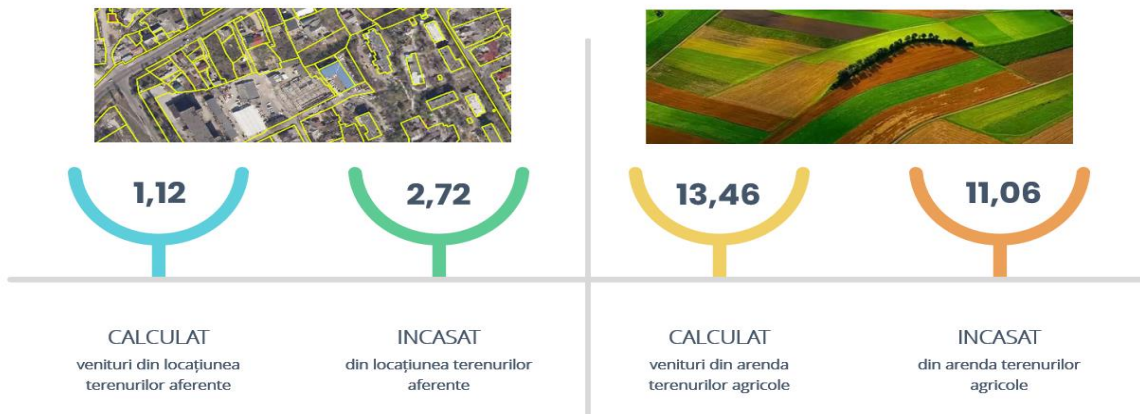 1,12
2,72
13,46
11,06
CALCULAT
venituri din locațiunea
terenurilor aferente
INCASAT
din locațiunea terenurilor
aferente
CALCULAT
venituri din arenda
terenurilor agricole
INCASAT
din arenda terenurilor
agricole